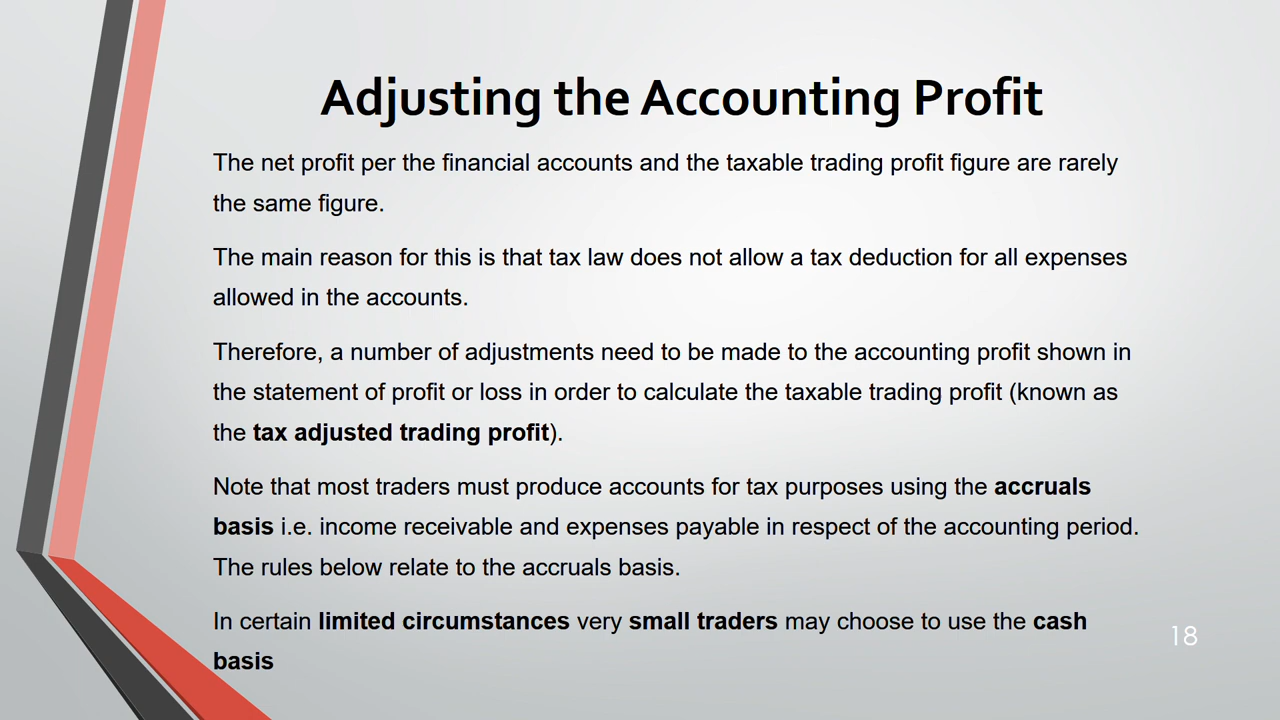 Adjusting the Accounting Profit
The net profit per the financial accounts and the taxable trading profit figure are rarely
the same figure.
The main reason for this is that tax law does not allow a tax deduction for all expenses
allowed in the accounts.
Therefore, a number of adjustments need to be made to the accounting profit shown in
the statement of profit or loss in order to calculate the taxable trading profit (known as
the tax adjusted trading profit).
Note that most traders must produce accounts for tax purposes using the accruals
basis i.e. income receivable and expenses payable in respect of the accounting period.
The rules below relate to the accruals basis.
In certain limited circumstances very small traders may choose to use the cash
basis
18